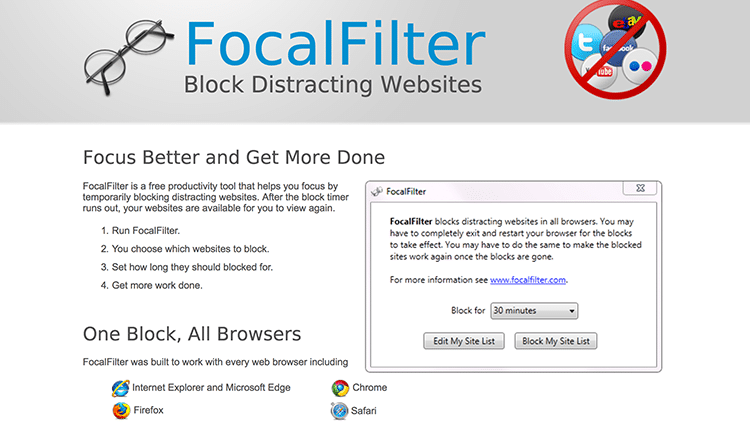 FocalFilter
Block Distracting Websites
ebay
facebook
Tube
Focus Better and Get More Done
FocalFilter is a free productivity tool that helps you focus by
temporarily blocking distracting websites. After the block timer
runs out, your websites are available for you to view again.
1. Run FocalFilter.
2. You choose which websites to block.
3. Set how long they should blocked for.
4. Get more work done.
FocalFilter
FocalFilter blocks distracting websites in all browsers. You may
have to completely exit and restart your browser for the blocks
to take effect. You may have to do the same to make the blocked
sites work again once the blocks are gone.
For more information see www.focalfilter.com.
Block for 30 minutes
Edit My Site List Block My Site List
One Block, All Browsers
FocalFilter was built to work with every web browser including
Internet Explorer and Microsoft Edge Chrome
Firefox Safari